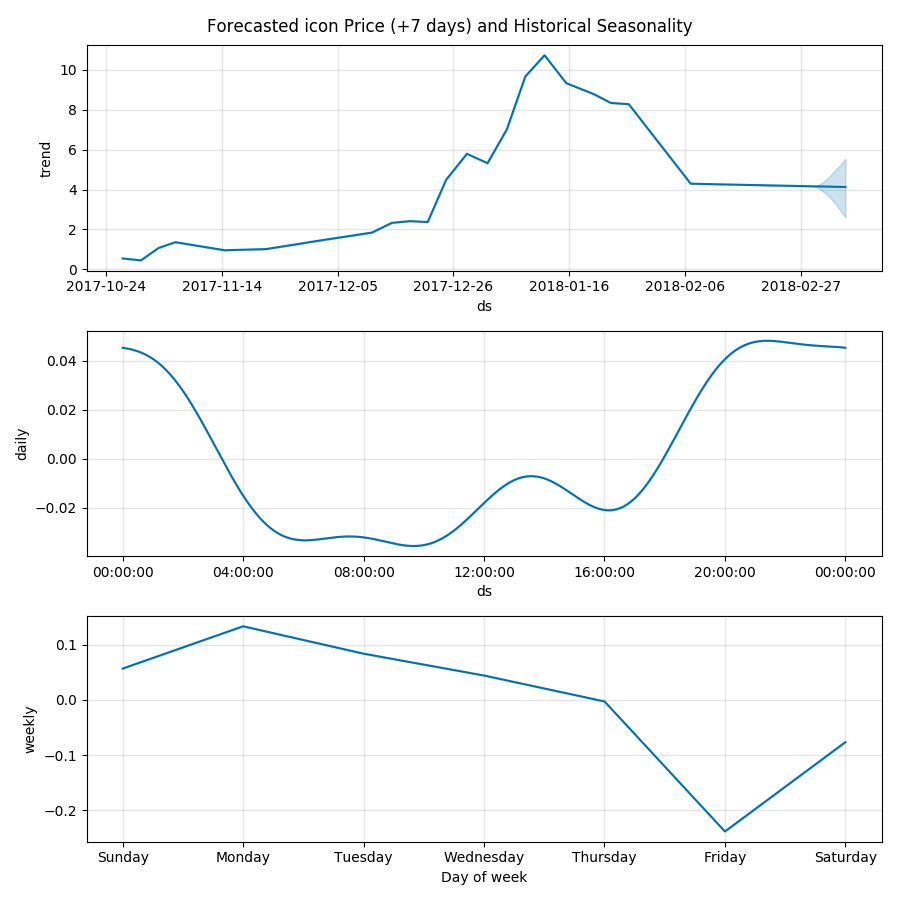 Forecasted icon Price (+7 days) and Historical Seasonality
10
8
6
4
2
0
trend
2017-10-24 2017-11-14 2017-12-05 2017-12-26 2018-01-16 2018-02-06 2018-02-27
ds
0.04
0.02
0.00
−0.02
daily
00:00:00 04:00:00 08:00:00 12:00:00 16:00:00 20:00:00 00:00:00
ds
0.1
0.0
−0.1
−0.2
weekly
Sunday Monday Tuesday Wednesday Thursday Friday Saturday
Day of week